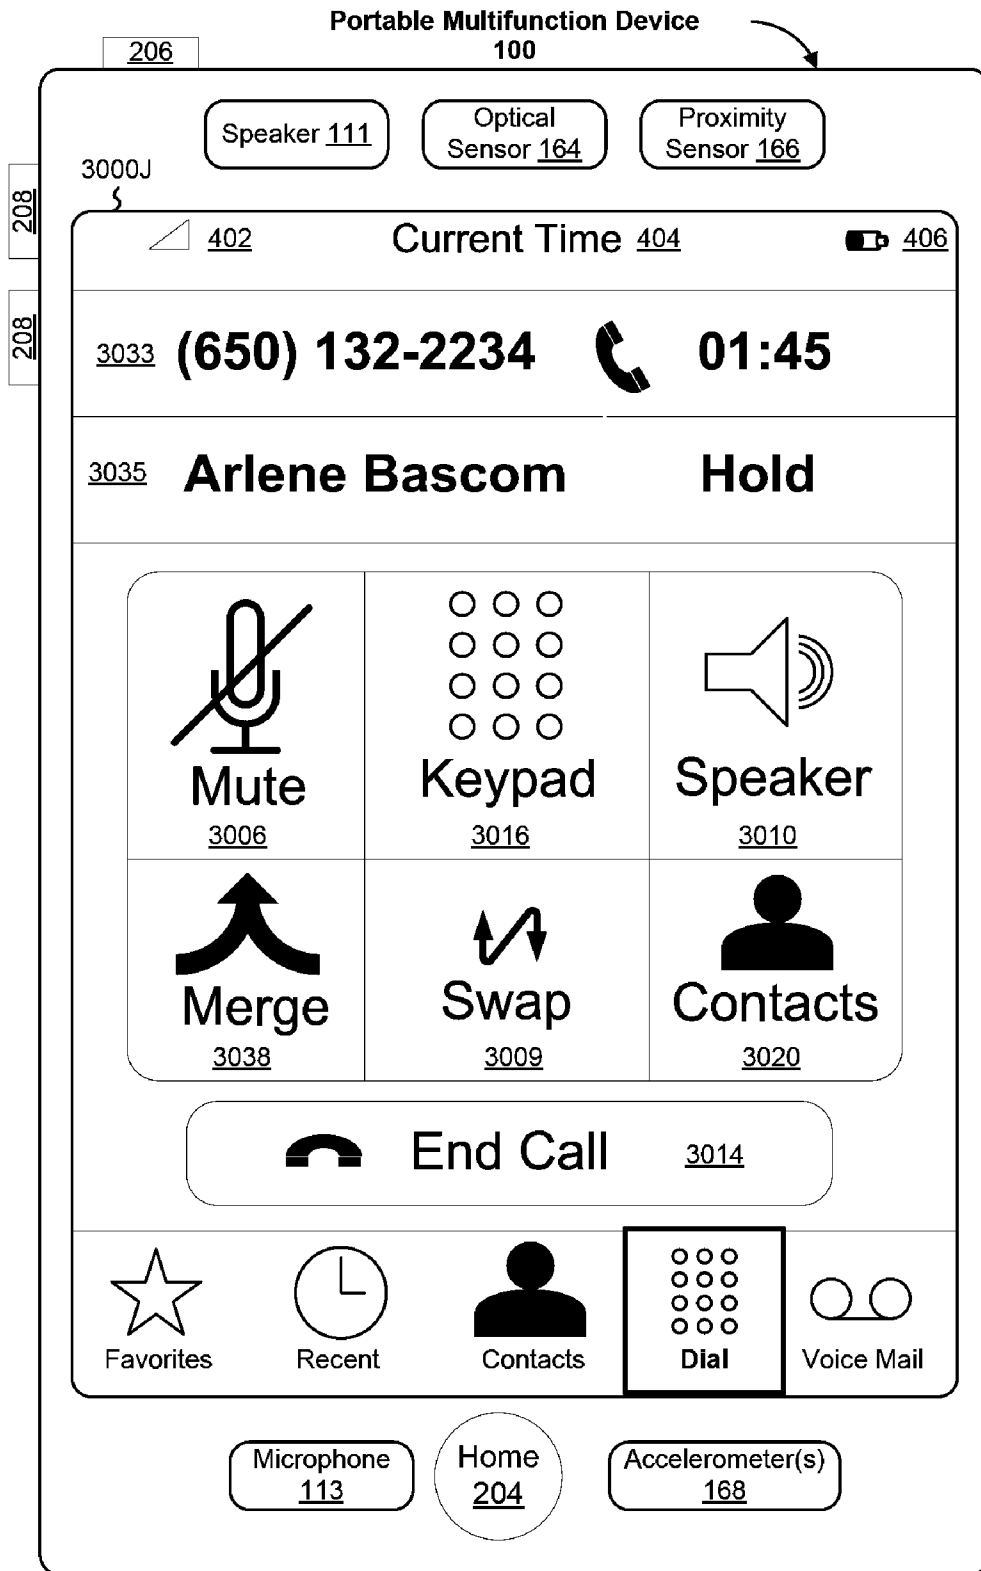 Portable Multifunction Device
100
206
Speaker 111
Optical
Sensor 164
Proximity
Sensor 166
208
3000J
402 Current Time 404 406
208
3033 (650) 132-2234 01:45
3035 Arlene Bascom Hold
Mute Keypad Speaker
3006 3016 3010
Merge Swap Contacts
3038 3009 3020
End Call 3014
Favorites Recent Contacts Dial Voice Mail
Microphone
113
Home
204
Accelerometer(s)
168